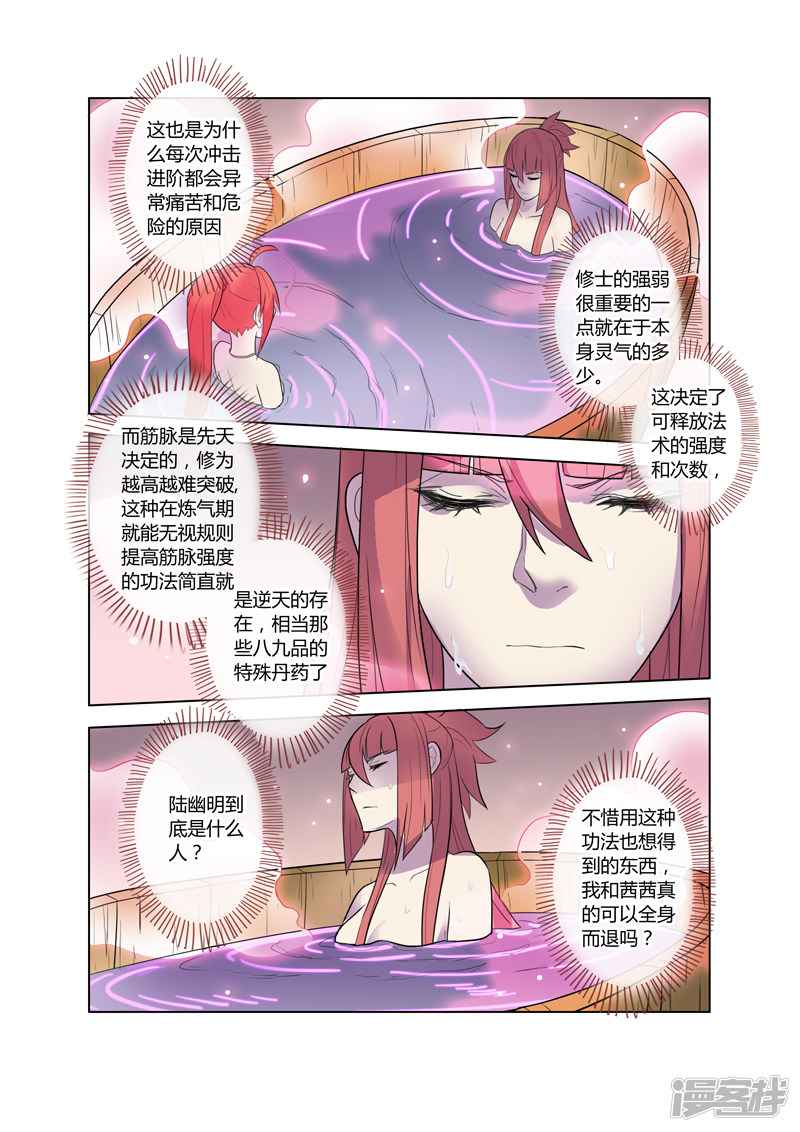 这也是为什
么每次冲击
进阶都会异
常痛苦和危
险的原因
修士的强弱
很重要的一
点就在于本
身灵气的多
少。
这决定了
可释放法
术的强度
和次数，
而筋脉是先天
决定的，修为
越高越难突破，
这种在炼气期
就能无视规则
提高筋脉强度
的功法简直就
是逆天的存
在，相当那
些八九品的
特殊丹药了
陆幽明到
底是什么
人？
不惜用这种
功法也想得
到的东西，
我和茜茜真
的可以全身
而退吗？
漫客栈